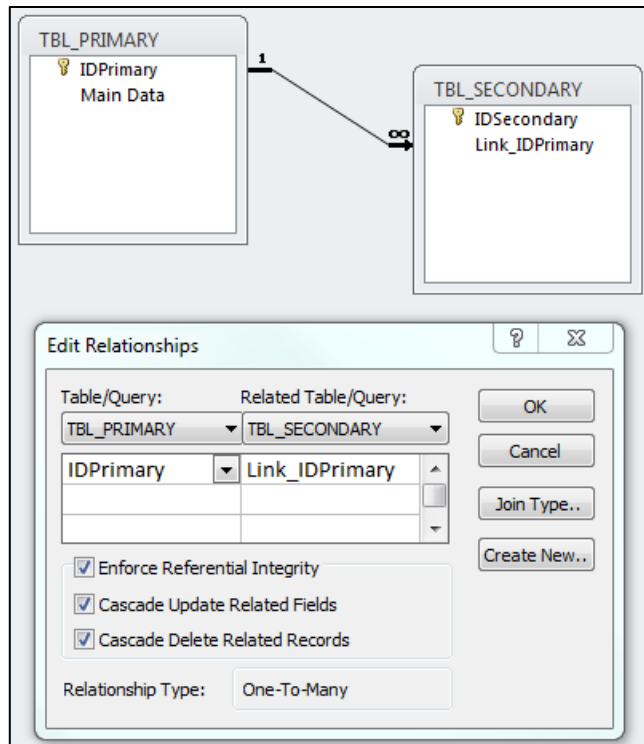 TBL_PRIMARY
IDPrimary
Main Data
1
∞
TBL_SECONDARY
IDSecondary
Link_IDPrimary
Edit Relationships
?
Table/Query: Related Table/Query:
TBL_PRIMARY TBL_SECONDARY
IDPrimary Link_IDPrimary
OK
Cancel
Join Type..
Create New..
Enforce Referential Integrity
Cascade Update Related Fields
Cascade Delete Related Records
Relationship Type: One-To-Many